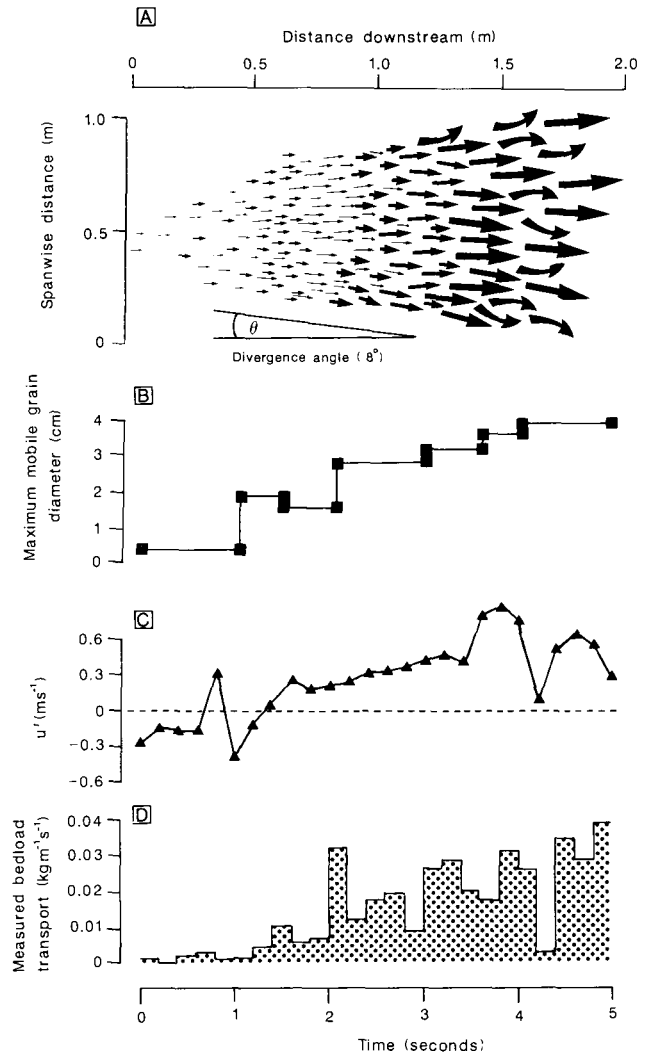 A
Distance downstream (m)
0 0.5 1.0 1.5 2.0
Spanwise distance (m)
1.0
0.5
0
θ
Divergence angle (8°)
B
Maximum mobile grain
diameter (cm)
4
3
2
1
0
C
u' (ms⁻¹)
0.6
0.3
0
-0.3
-0.6
D
Measured bedload
transport (kgm⁻¹s⁻¹)
0.04
0.03
0.02
0.01
0
0 1 2 3 4 5
Time (seconds)